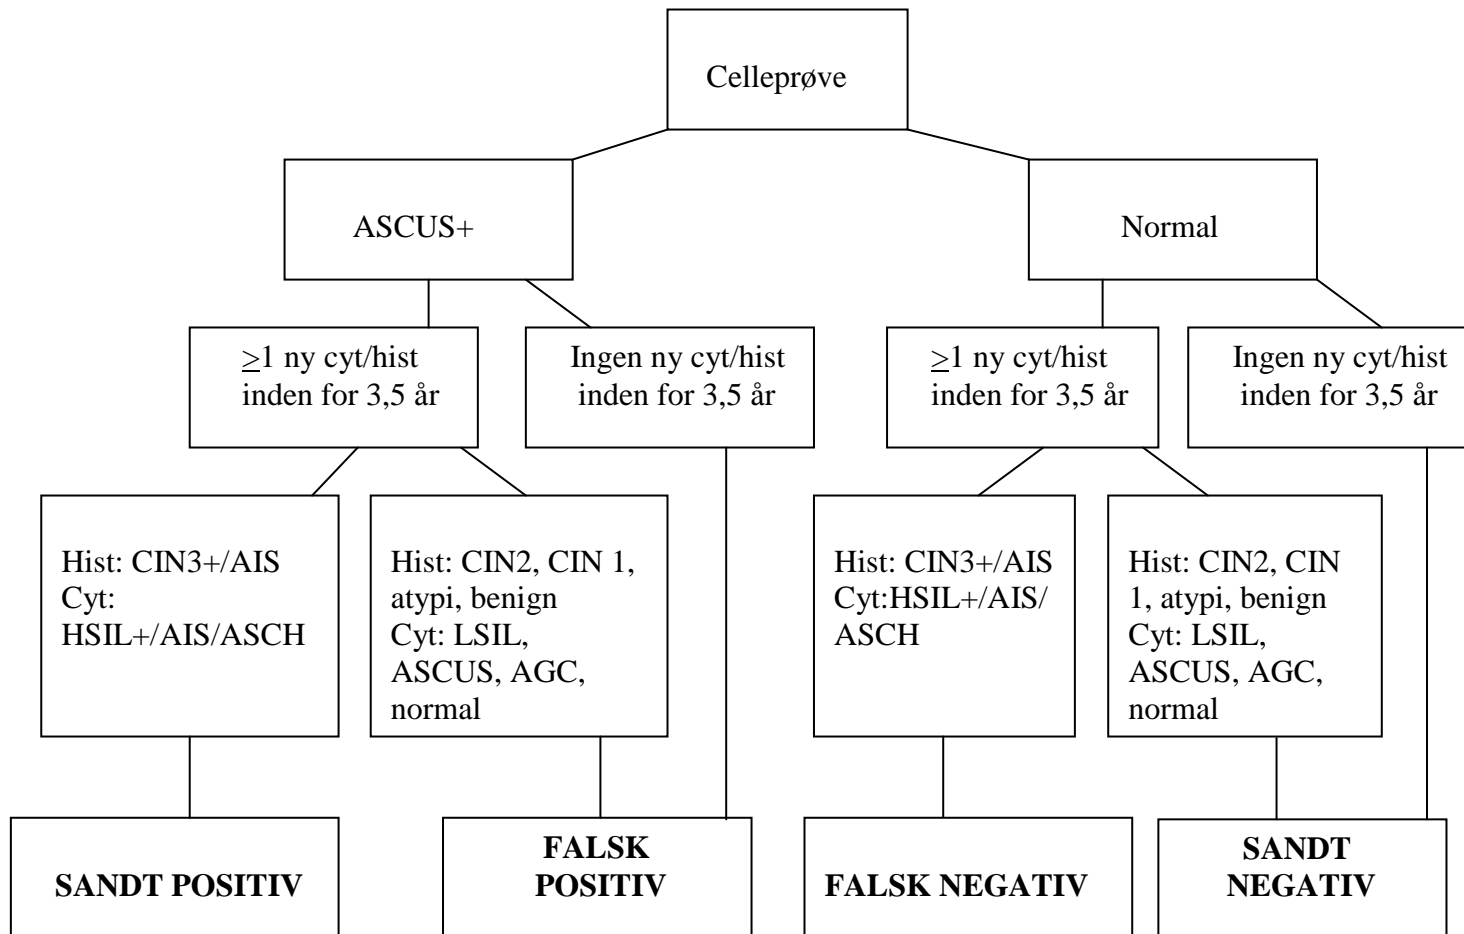 Celleprøve
ASCUS+
Normal
≥1 ny cyt/hist
inden for 3,5 år
Ingen ny cyt/hist
inden for 3,5 år
≥1 ny cyt/hist
inden for 3,5 år
Ingen ny cyt/hist
inden for 3,5 år
Hist: CIN3+/AIS
Cyt:
HSIL+/AIS/ASCH
Hist: CIN2, CIN 1,
atypi, benign
Cyt: LSIL,
ASCUS, AGC,
normal
Hist: CIN3+/AIS
Cyt:HSIL+/AIS/
ASCH
Hist: CIN2, CIN
1, atypi, benign
Cyt: LSIL,
ASCUS, AGC,
normal
SANDT POSITIV
FALSK
POSITIV
FALSK NEGATIV
SANDT
NEGATIV